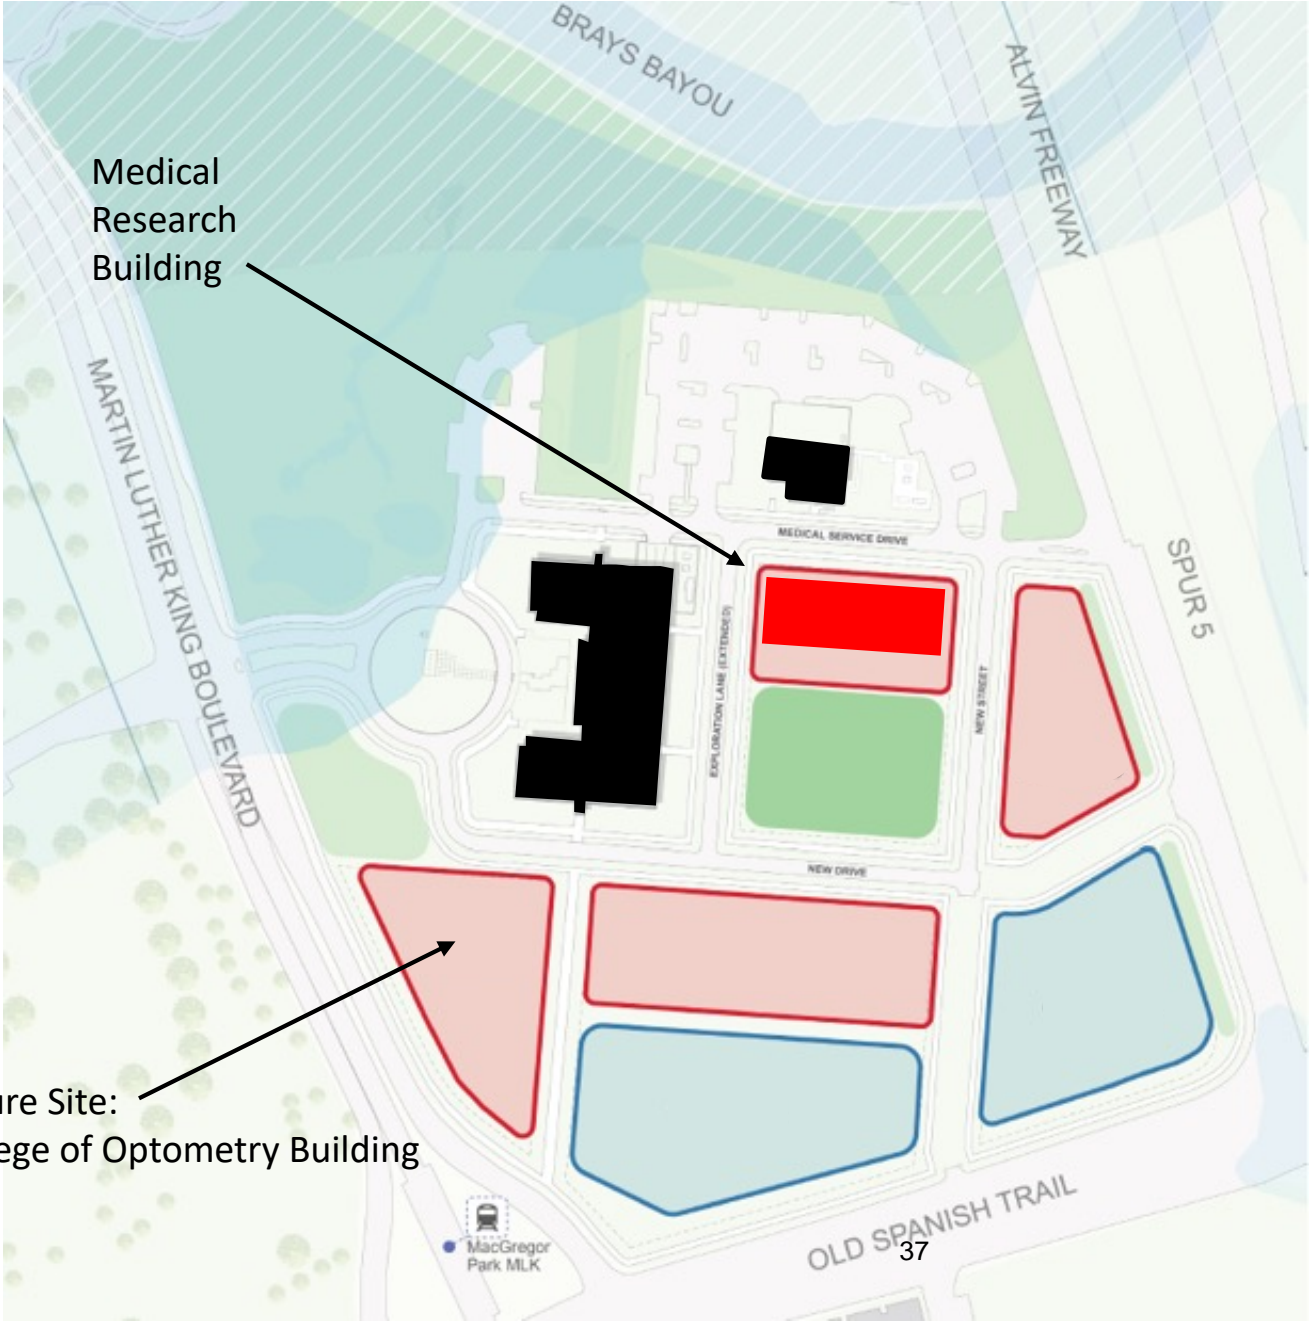 BRAYS BAYOU
ALVIN FREEWAY
Medical
Research
Building
MARTIN LUTHER KING BOULEVARD
MEDICAL SERVICE DRIVE
SPUR 5
EXPLORATION LANE (EXTENDED)
NEW STREET
NEW DRIVE
ure Site:
ege of Optometry Building
MacGregor
Park MLK
OLD SPANISH TRAIL
37